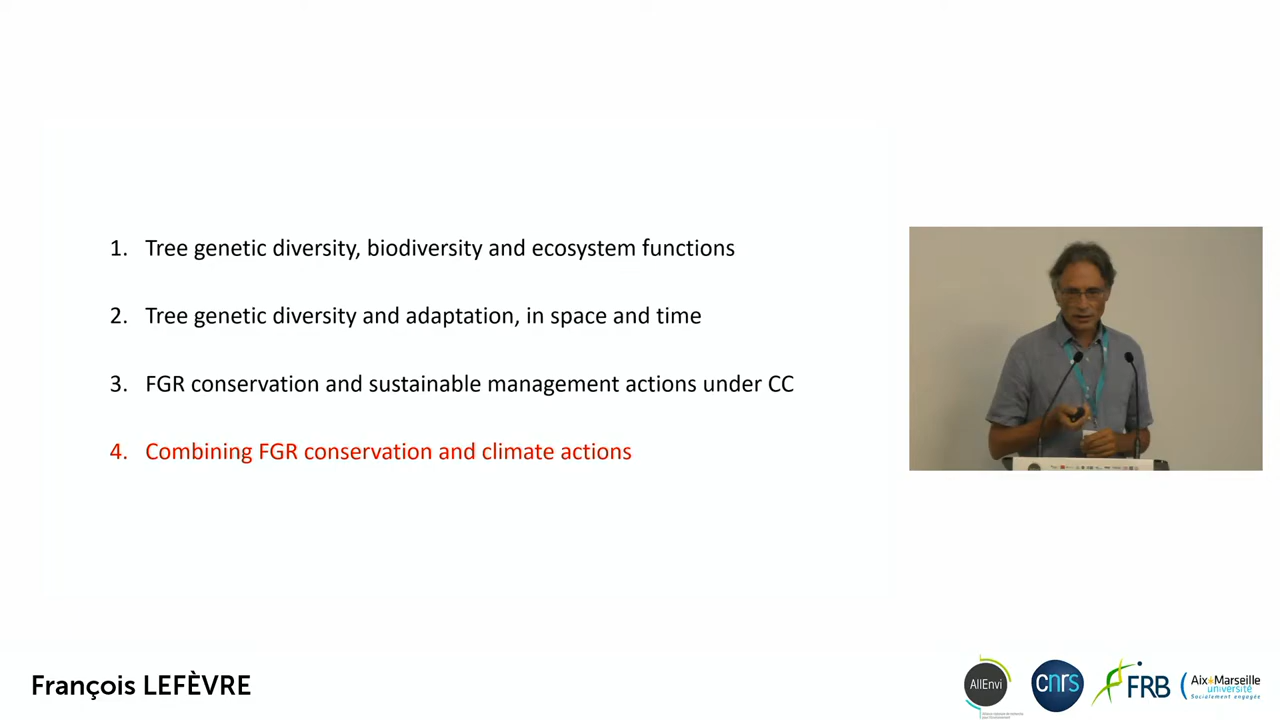 1. Tree genetic diversity, biodiversity and ecosystem functions
2. Tree genetic diversity and adaptation, in space and time
3. FGR conservation and sustainable management actions under CC
4. Combining FGR conservation and climate actions
François LEFÈVRE
AllEnvi
cnrs
FRB
Aix*Marseille
université
Socialement engagée